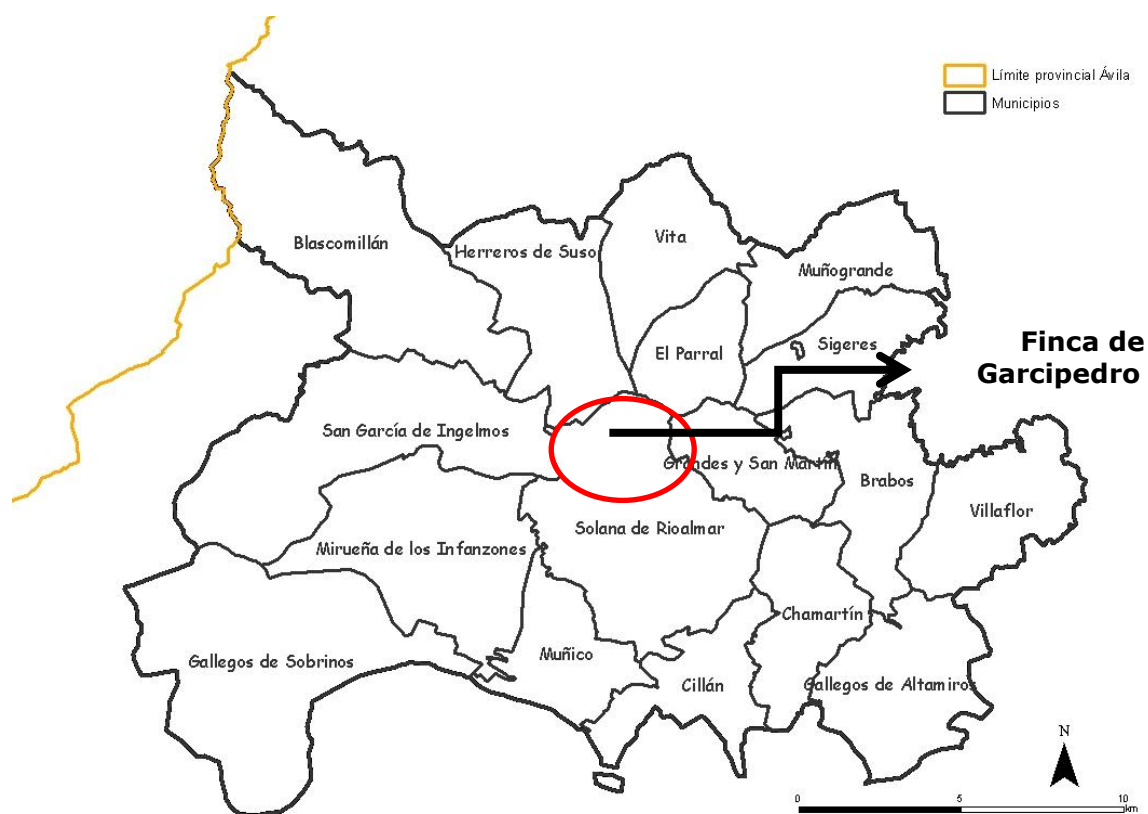 Límite provincial Ávila
Municipios
Blascomillán
Herreros de Suso
Vita
Muñogrande
El Parral
Sigeres
Finca de
Garcipedro
San García de Ingelmos
Grandes y San Martín
Brabos
Villaflor
Solana de Rioalmar
Mirueña de los Infanzones
Chamartín
Gallegos de Sobrinos
Muñico
Cillán
Gallegos de Altamiros
N
0 5 10
km